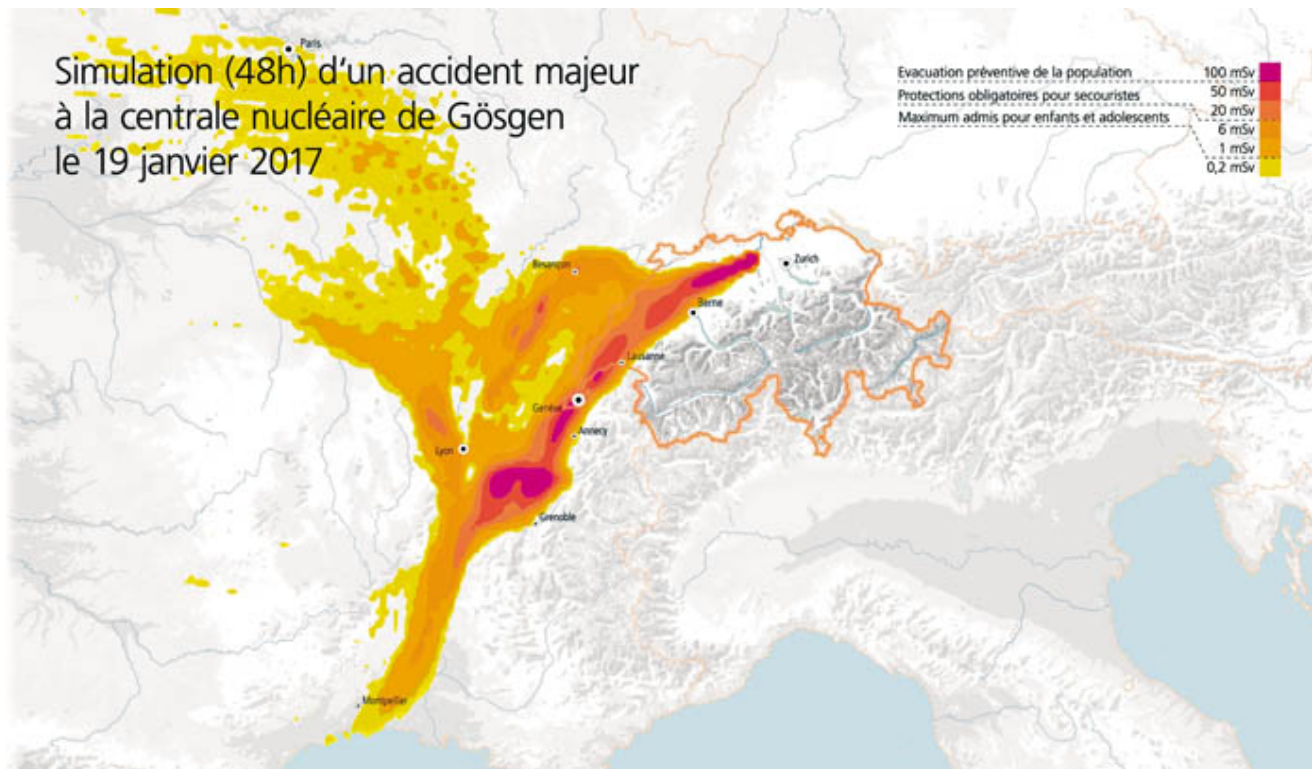 Paris
Simulation (48h) d‘un accident majeur
à la centrale nucléaire de Gösgen
le 19 janvier 2017
Evacuation préventive de la population
Protections obligatoires pour secouristes
Maximum admis pour enfants et adolescents
100 mSv
50 mSv
20 mSv
6 mSv
1 mSv
0,2 mSv
Besançon
Zurich
Berne
Lausanne
Genève
Annecy
Lyon
Grenoble
Montpellier